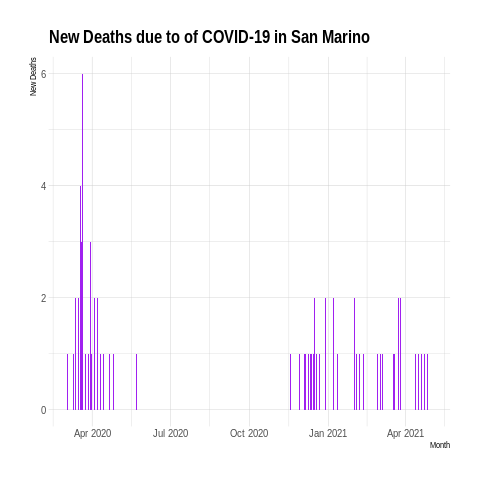 New Deaths due to of COVID-19 in San Marino
New Deaths
6
4
2
0
Apr 2020 Jul 2020 Oct 2020 Jan 2021 Apr 2021
Month